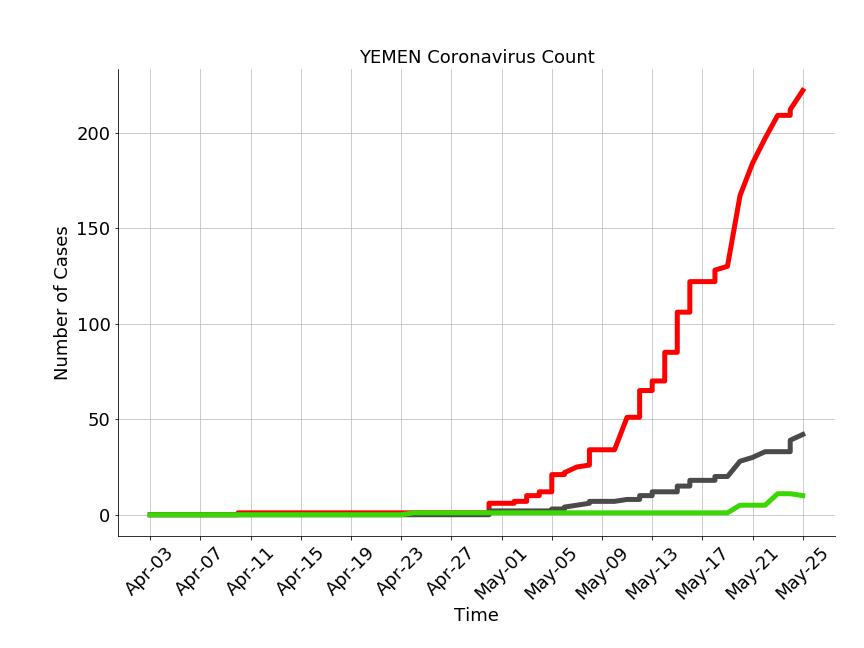 YEMEN Coronavirus Count
Number of Cases
200
150
100
50
0
Apr-03 Apr-07 Apr-11 Apr-15 Apr-19 Apr-23 Apr-27 May-01 May-05 May-09 May-13 May-17 May-21 May-25
Time